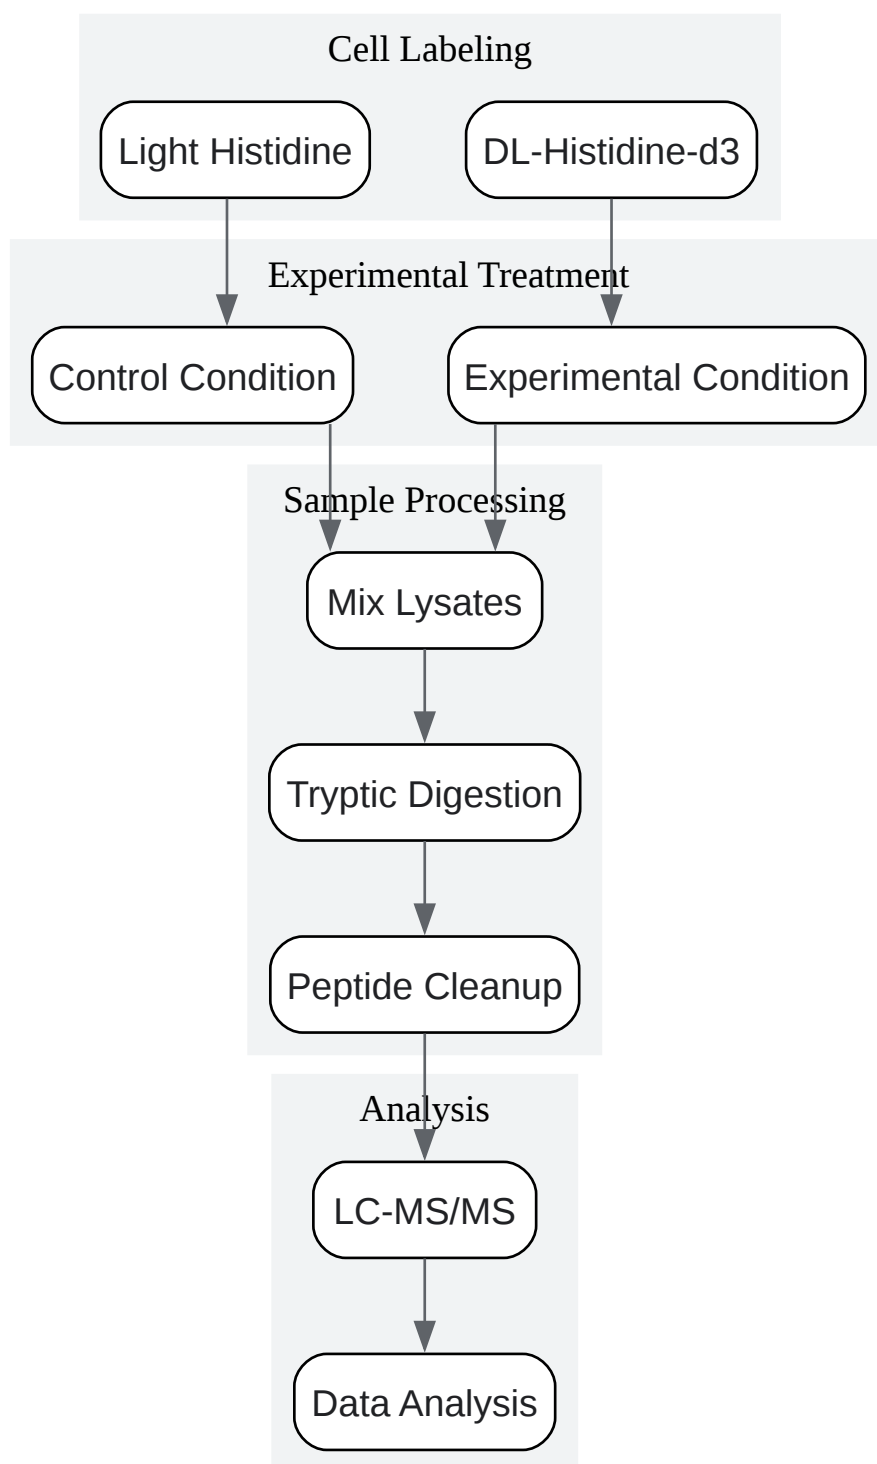 Cell Labeling
Light Histidine
DL-Histidine-d3
Experimental Treatment
Control Condition
Experimental Condition
Sample Processing
Mix Lysates
Tryptic Digestion
Peptide Cleanup
Analysis
LC-MS/MS
Data Analysis